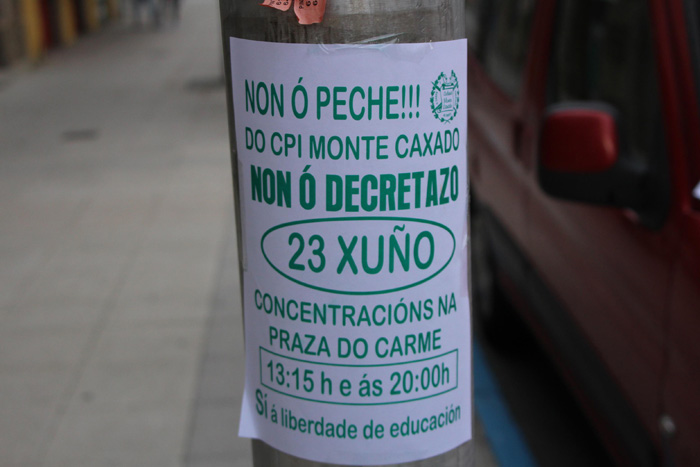 NON Ó PECHE!!!
DO CPI MONTE CAXADO
NON Ó DECRETAZO
23 XUÑO
CONCENTRACIÓNS NA
PRAZA DO CARME
13:15 h e ás 20:00h
Sí á liberdade de educación